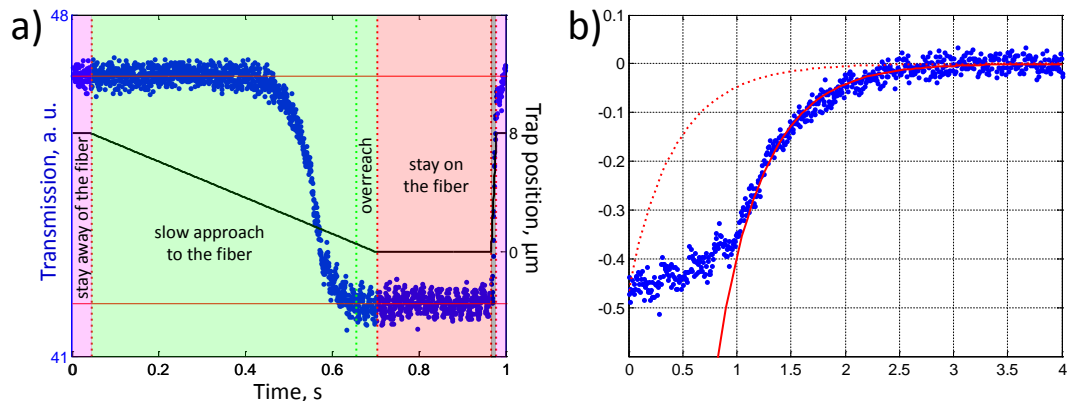 a)
48
41
Transmission, a. u.
stay away of the fiber
slow approach
to the fiber
overreach
stay on
the fiber
8
0
Trap position, µm
0
0.2
0.4
0.6
0.8
1
Time, s
b)
0.1
0
-0.1
-0.2
-0.3
-0.4
-0.5
0
0.5
1
1.5
2
2.5
3
3.5
4